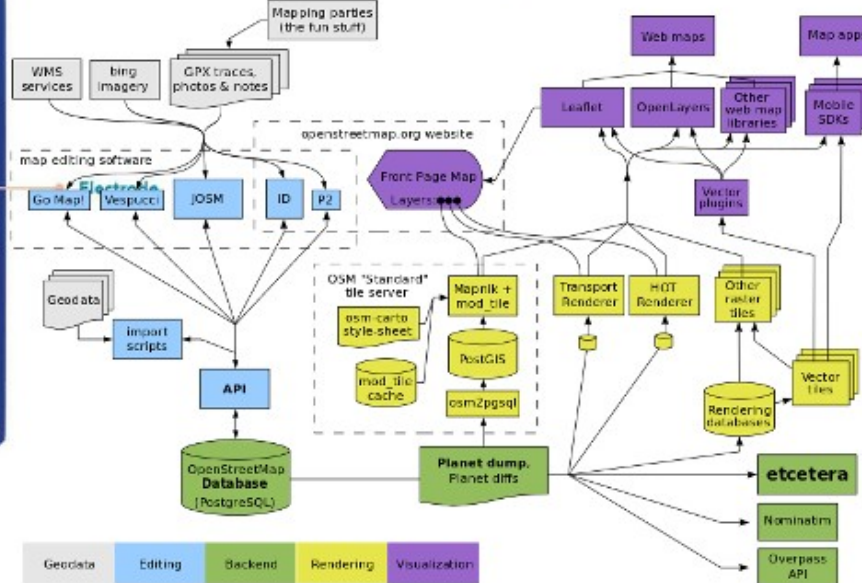 Mapping parties
(the fun stuff)
WMS
services
bing
imagery
GPX traces,
photos & notes
Web maps
Map apps
Leaflet
OpenLayers
Other
web map
libraries
Mobile
SDKs
openstreetmap.org website
map editing software
Electrode
Go Map!
Vespucci
JOSM
ID
P2
Front Page Map
Layers:
Vector
plugins
Geodata
import
scripts
API
OSM "Standard"
tile server
Mapnik +
mod_tile
osm-carto
style-sheet
PostGIS
mod_tile
cache
osm2pgsql
Transport
Renderer
HOT
Renderer
Other
raster
tiles
Vector
tiles
Rendering
databases
OpenStreetMap
Database
(PostgreSQL)
Planet dump,
Planet diffs
etcetera
Nominatim
Overpass
API
Geodata
Editing
Backend
Rendering
Visualization